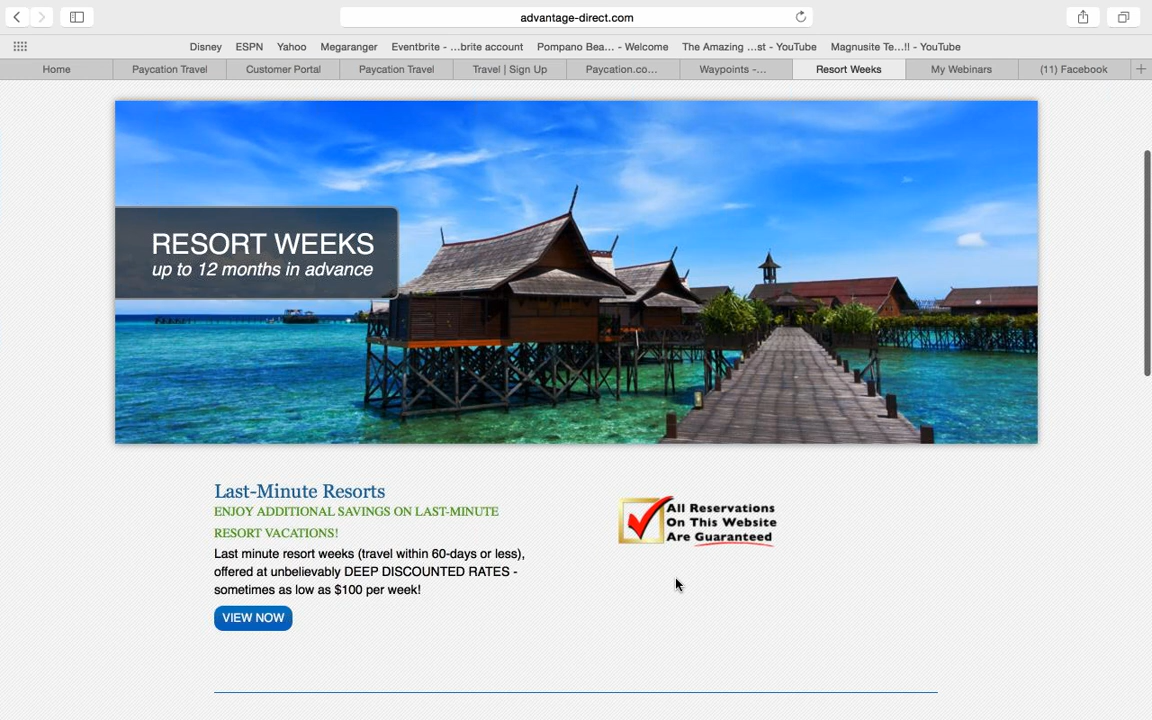 advantage-direct.com
Disney ESPN Yahoo Megaranger Eventbrite - ...brite account Pompano Bea... - Welcome The Amazing ...st - YouTube Magnusite Te...!! - YouTube
Home Paycation Travel Customer Portal Paycation Travel Travel | Sign Up Paycation.co... Waypoints -... Resort Weeks My Webinars (11) Facebook
RESORT WEEKS
up to 12 months in advance
Last-Minute Resorts
ENJOY ADDITIONAL SAVINGS ON LAST-MINUTE
RESORT VACATIONS!
Last minute resort weeks (travel within 60-days or less),
offered at unbelievably DEEP DISCOUNTED RATES -
sometimes as low as $100 per week!
VIEW NOW
All Reservations
On This Website
Are Guaranteed